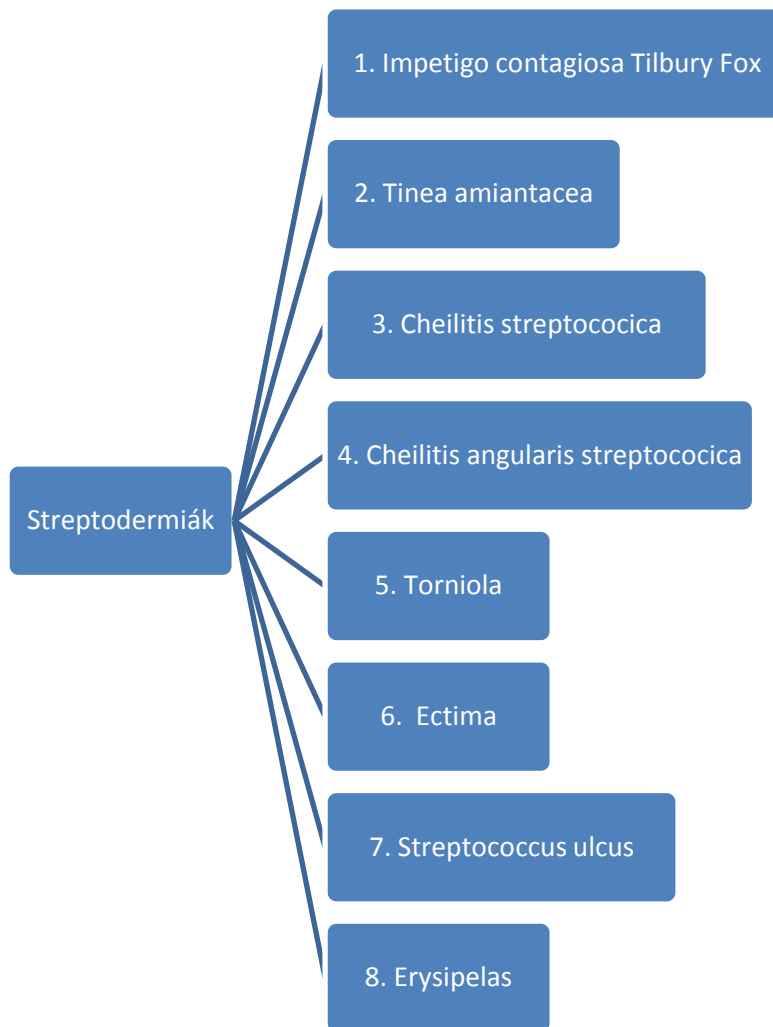 1. Impetigo contagiosa Tilbury Fox
2. Tinea amiantacea
3. Cheilitis streptococica
4. Cheilitis angularis streptococica
Streptodermiák
5. Torniola
6. Ectima
7. Streptococcus ulcus
8. Erysipelas